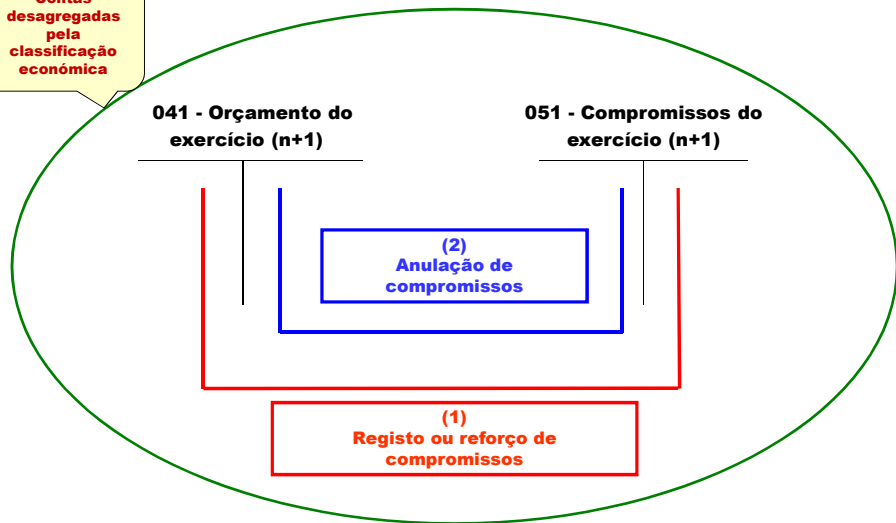 Contas
desagregadas
pela
classificação
económica
041 - Orçamento do
exercício (n+1)
051 - Compromissos do
exercício (n+1)
(2)
Anulação de
compromissos
(1)
Registo ou reforço de
compromissos